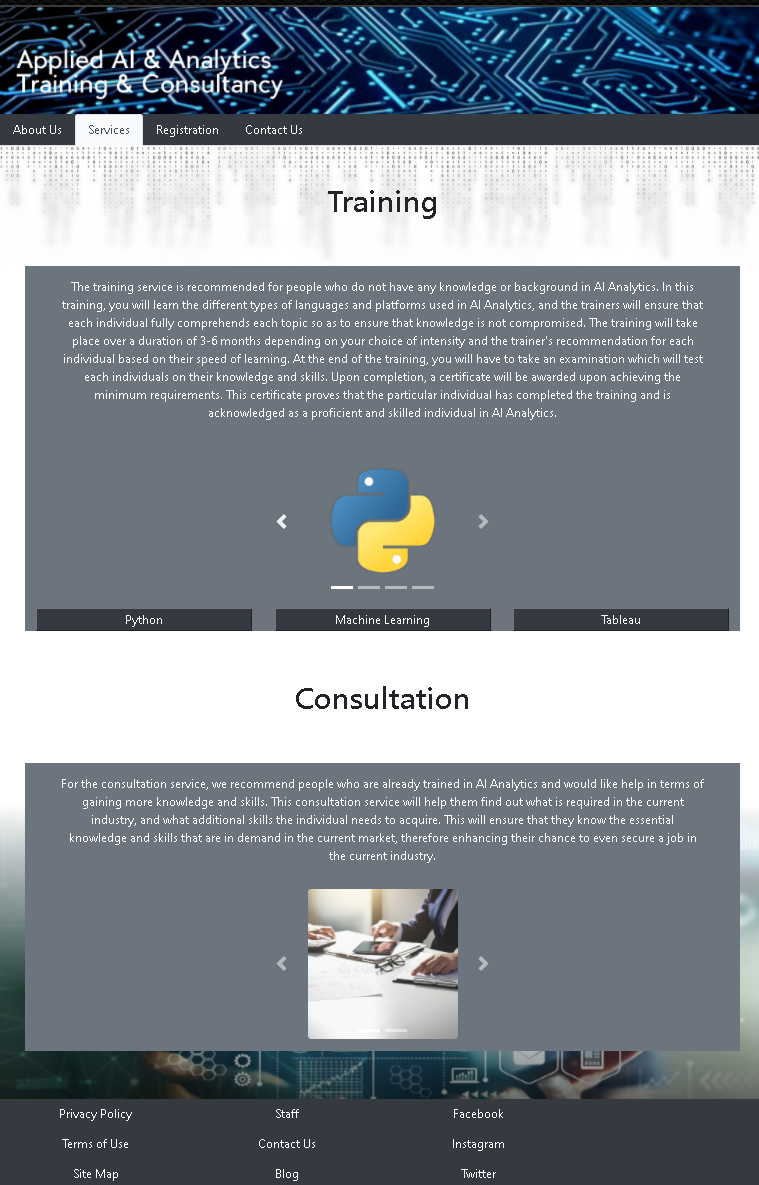 Applied AI & Analytics
Training & Consultancy
About Us
Services
Registration
Contact Us
Training
The training service is recommended for people who do not have any knowledge or background in AI Analytics. In this
training, you will learn the different types of languages and platforms used in AI Analytics, and the trainers will ensure that
each individual fully comprehends each topic so as to ensure that knowledge is not compromised. The training will take
place over a duration of 3-6 months depending on your choice of intensity and the trainer's recommendation for each
individual based on their speed of learning. At the end of the training, you will have to take an examination which will test
each individuals on their knowledge and skills. Upon completion, a certificate will be awarded upon achieving the
minimum requirements. This certificate proves that the particular individual has completed the training and is
acknowledged as a proficient and skilled individual in AI Analytics.
Python
Machine Learning
Tableau
Consultation
For the consultation service, we recommend people who are already trained in AI Analytics and would like help in terms of
gaining more knowledge and skills. This consultation service will help them find out what is required in the current
industry, and what additional skills the individual needs to acquire. This will ensure that they know the essential
knowledge and skills that are in demand in the current market, therefore enhancing their chance to even secure a job in
the current industry.
Privacy Policy
Staff
Facebook
Terms of Use
Contact Us
Instagram
Site Map
Blog
Twitter